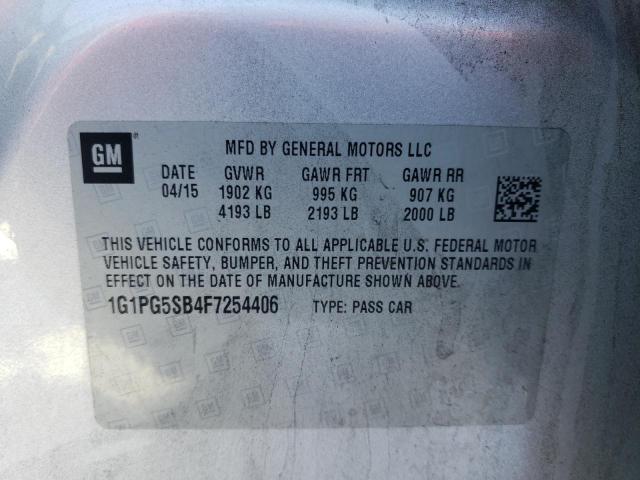 GM
MFD BY GENERAL MOTORS LLC
DATE GVWR GAWR FRT GAWR RR
04/15 1902 KG 995 KG 907 KG
4193 LB 2193 LB 2000 LB
THIS VEHICLE CONFORMS TO ALL APPLICABLE U.S. FEDERAL MOTOR
VEHICLE SAFETY, BUMPER, AND THEFT PREVENTION STANDARDS IN
EFFECT ON THE DATE OF MANUFACTURE SHOWN ABOVE.
1G1PG5SB4F7254406 TYPE: PASS CAR